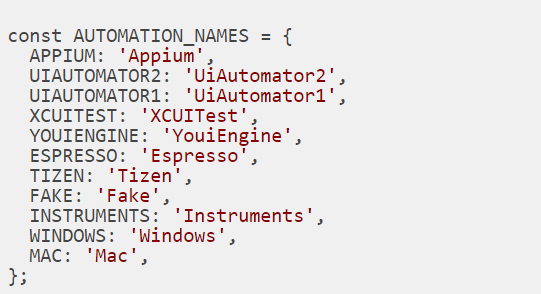 const AUTOMATION_NAMES = {
  APPIUM: 'Appium',
  UIAUTOMATOR2: 'UiAutomator2',
  UIAUTOMATOR1: 'UiAutomator1',
  XCUITEST: 'XCUITest',
  YOUIENGINE: 'YouiEngine',
  ESPRESSO: 'Espresso',
  TIZEN: 'Tizen',
  FAKE: 'Fake',
  INSTRUMENTS: 'Instruments',
  WINDOWS: 'Windows',
  MAC: 'Mac',
};